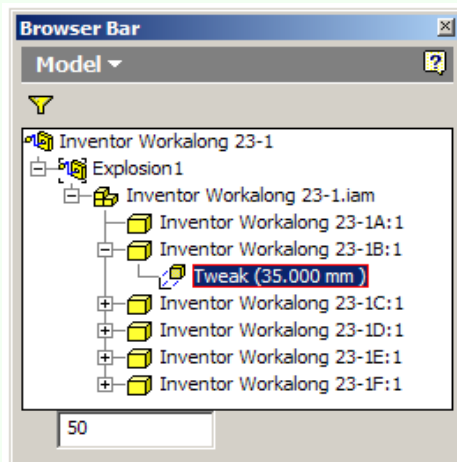 Browser Bar
Model
Inventor Workalong 23-1
Explosion1
Inventor Workalong 23-1.iam
Inventor Workalong 23-1A:1
Inventor Workalong 23-1B:1
Tweak (35.000 mm )
Inventor Workalong 23-1C:1
Inventor Workalong 23-1D:1
Inventor Workalong 23-1E:1
Inventor Workalong 23-1F:1
50